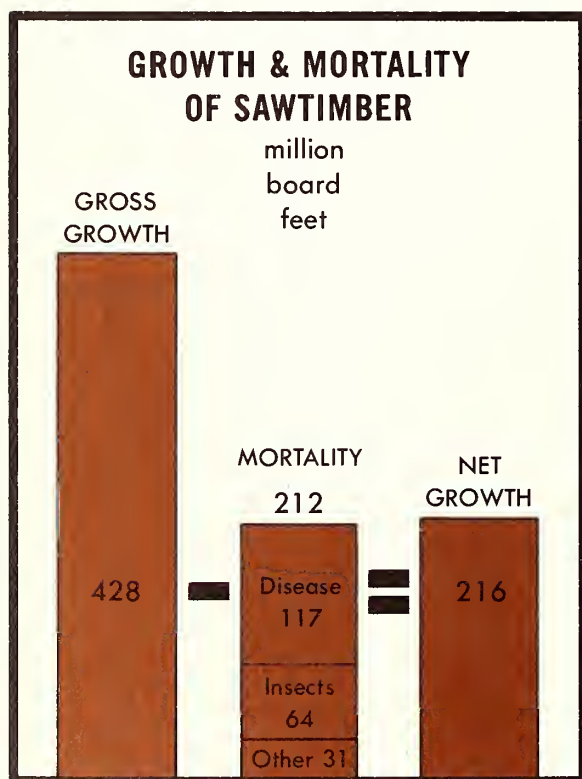 GROWTH & MORTALITY
OF SAWTIMBER
million
board
feet
GROSS
GROWTH
428
MORTALITY
212
Disease
117
Insects
64
Other 31
NET
GROWTH
216